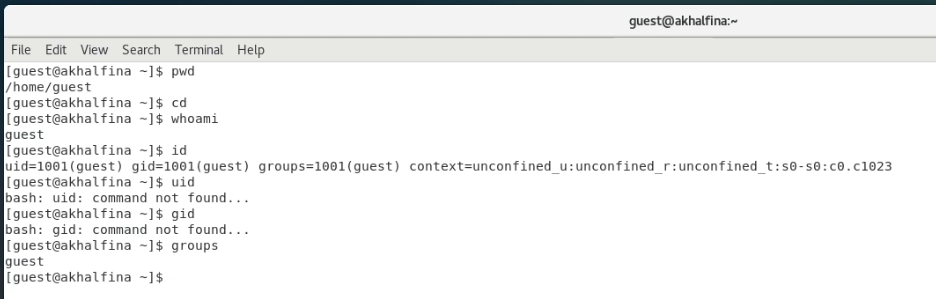 guest@akhalfina:~
File Edit View Search Terminal Help
[guest@akhalfina ~]$ pwd
/home/guest
[guest@akhalfina ~]$ cd
[guest@akhalfina ~]$ whoami
guest
[guest@akhalfina ~]$ id
uid=1001(guest) gid=1001(guest) groups=1001(guest) context=unconfined_u:unconfined_r:unconfined_t:s0-s0:c0.c1023
[guest@akhalfina ~]$ uid
bash: uid: command not found...
[guest@akhalfina ~]$ gid
bash: gid: command not found...
[guest@akhalfina ~]$ groups
guest
[guest@akhalfina ~]$